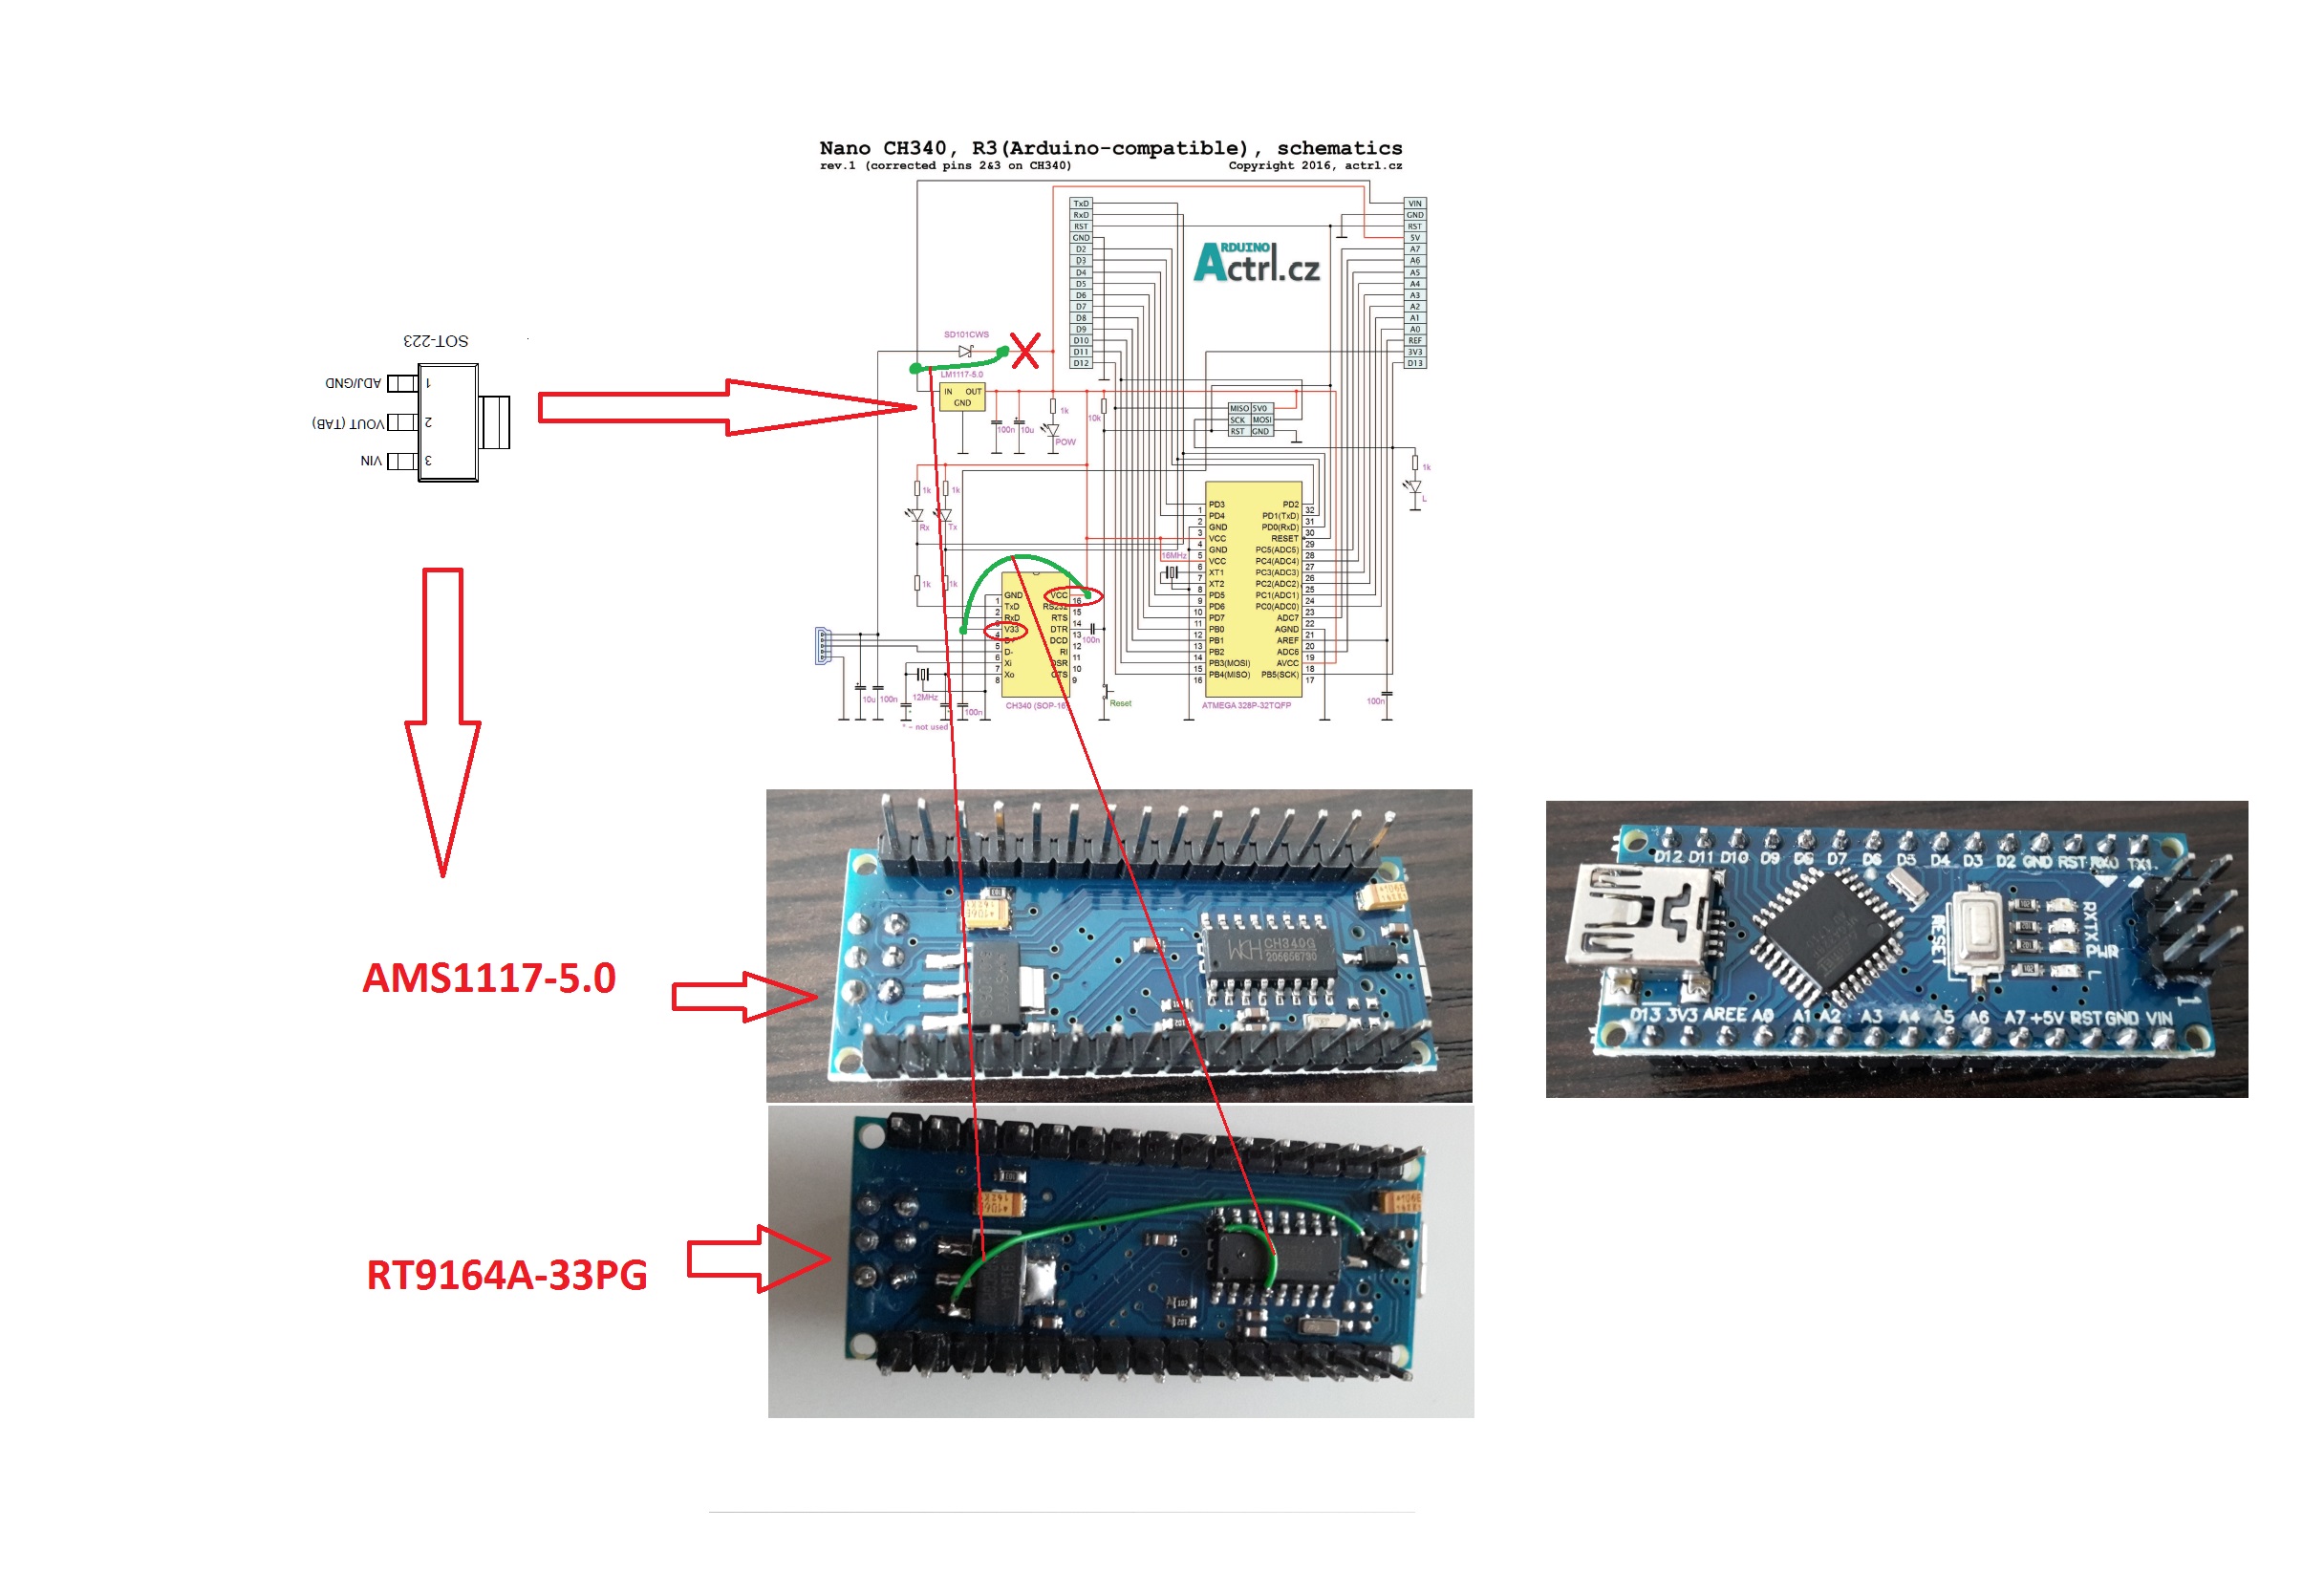 Nano CH340, R3(Arduino-compatible), schematics
rev.1 (corrected pins 2&3 on CH340)
Copyright 2016, actrl.cz
TxD
RxD
RST
GND
D2
D3
D4
D5
D6
D7
D8
D9
D10
D11
D12
ARDUINO
Actrl.cz
VIN
GND
RST
5V
A7
A6
A5
A4
A3
A2
A1
A0
REF
3V3
D13
SOT-223
ADJ/GND
1
VOUT (TAB)
2
VIN
3
SD101CWS
LM1117-5.0
IN OUT
GND
100n
10u
1k
POW
10k
MISO 5V0
SCK MOSI
RST GND
1k
L
1k
1k
Rx
Tx
1k
1k
GND
TxD
RxD
V33
D-
Xi
Xo
1
2
4
5
6
7
8
VCC
RS232
RTS
DTR
DCD
RI
DSR
CTS
16
15
14
13
12
11
10
9
CH340 (SOP-16
100n
Reset
10u
100n
12MHz
100n
* - not used
16MHz
PD3
PD4
GND
VCC
GND
VCC
XT1
XT2
PD5
PD6
PD7
PB0
PB1
PB2
PB3(MOSI)
PB4(MISO)
1
2
3
4
5
6
7
8
9
10
11
12
13
14
15
16
PD2
PD1(TxD)
PD0(RxD)
RESET
PC5(ADC5)
PC4(ADC4)
PC3(ADC3)
PC2(ADC2)
PC1(ADC1)
PC0(ADC0)
ADC7
AGND
AREF
ADC6
AVCC
PB5(SCK)
32
31
30
29
28
27
26
25
24
23
22
21
20
19
18
17
ATMEGA 328P-32TQFP
100n
AMS1117-5.0
RT9164A-33PG
WCH CH340G
D12 D11 D10 D9 D8 D7 D6 D5 D4 D3 D2 GND RST RX0 TX1
RESET
RX
TX
PWR
L
1
D13 3V3 AREE A0 A1 A2 A3 A4 A5 A6 A7 +5V RST GND VIN
102
102